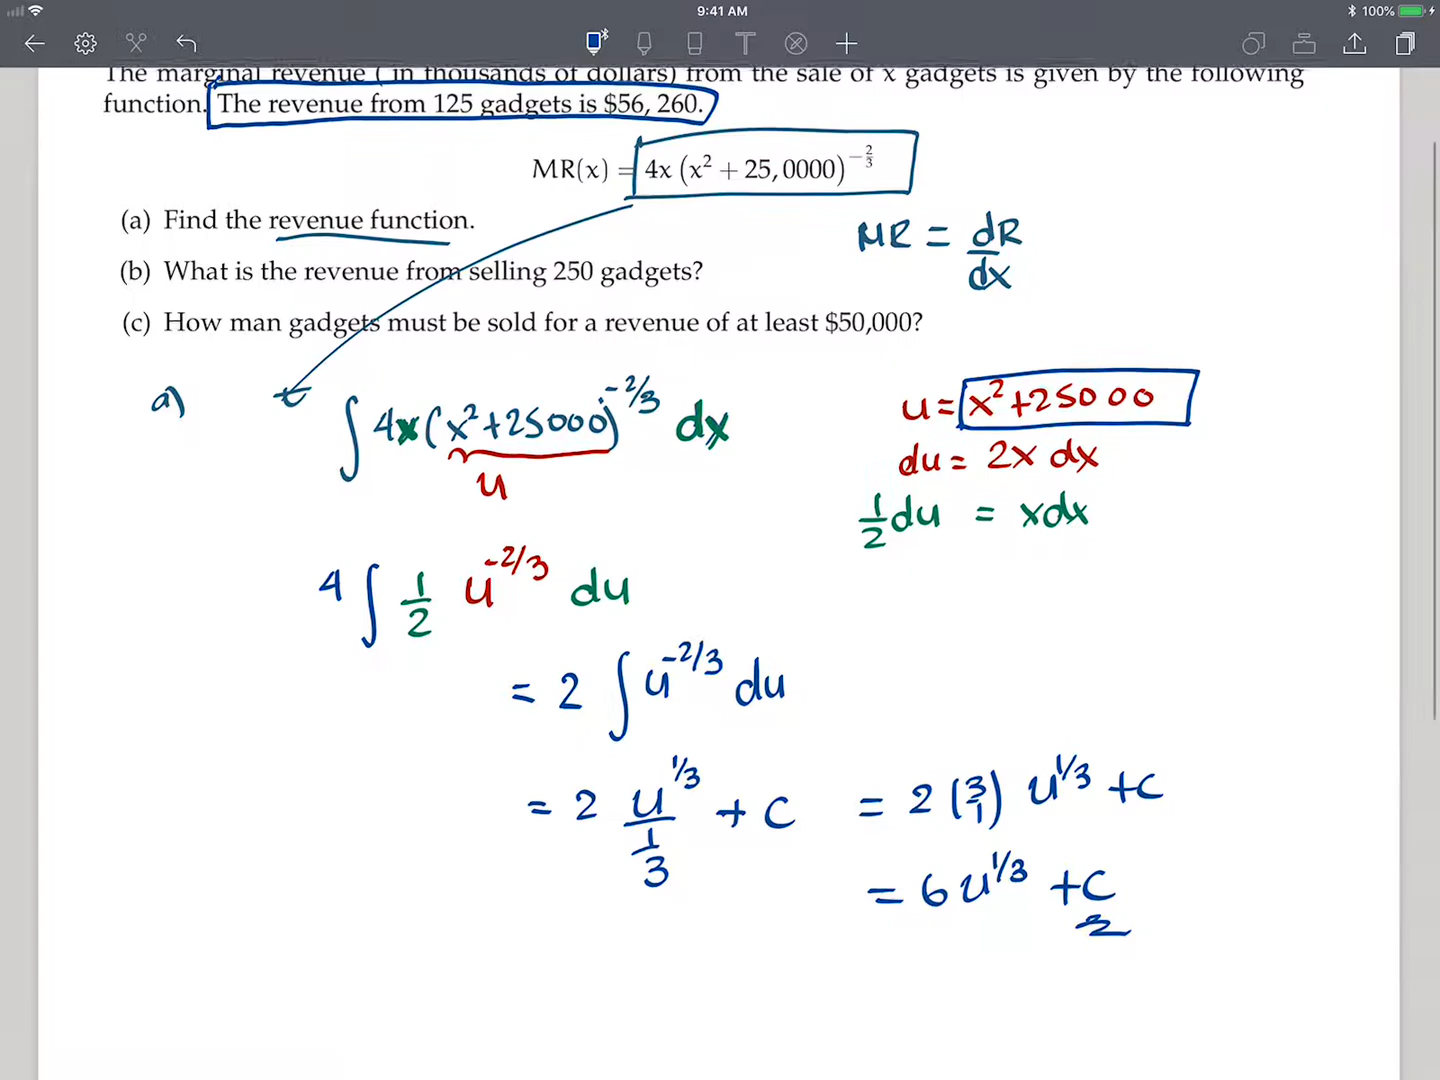 9:41 AM
100%
The marginal revenue ( in thousands of dollars) from the sale of x gadgets is given by the following
function. The revenue from 125 gadgets is $56, 260.
MR(x) = 4x (x² + 25,0000)^{-2/3}
(a) Find the revenue function.
MR = dR/dx
(b) What is the revenue from selling 250 gadgets?
(c) How man gadgets must be sold for a revenue of at least $50,000?
a)
∫ 4x (x²+25000)^{-2/3} dx
u
u = x²+25000
du = 2x dx
1/2 du = xdx
4 ∫ 1/2 u^{-2/3} du
= 2 ∫ u^{-2/3} du
= 2 u^{1/3}/(1/3) + C = 2 (3/1) u^{1/3} + C
= 6 u^{1/3} + C